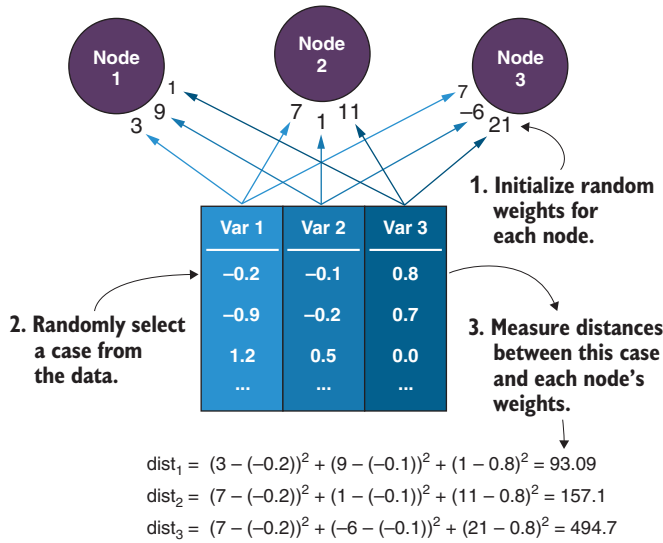 Node
1
Node
2
Node
3
3
9
1
7
1
11
7
–6
21
1. Initialize random
weights for
each node.
Var 1 Var 2 Var 3
–0.2 –0.1 0.8
–0.9 –0.2 0.7
1.2 0.5 0.0
... ... ...
2. Randomly select
a case from
the data.
3. Measure distances
between this case
and each node’s
weights.
dist₁ = (3 – (–0.2))² + (9 – (–0.1))² + (1 – 0.8)² = 93.09
dist₂ = (7 – (–0.2))² + (1 – (–0.1))² + (11 – 0.8)² = 157.1
dist₃ = (7 – (–0.2))² + (–6 – (–0.1))² + (21 – 0.8)² = 494.7